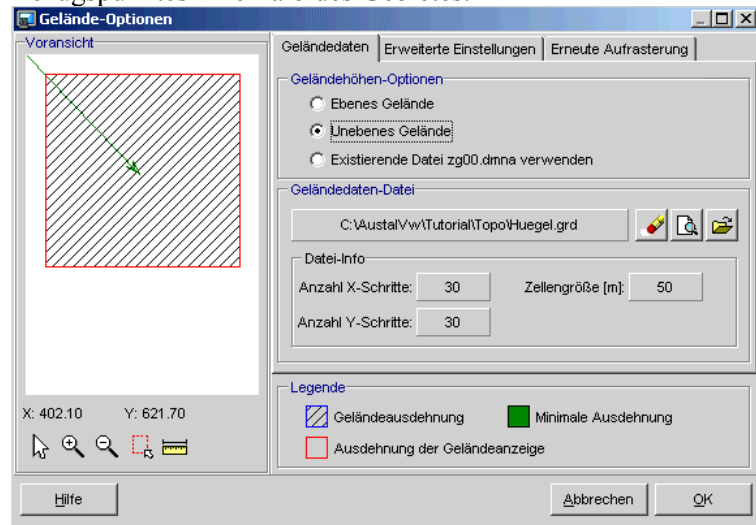 Gelände-Optionen
Voransicht
Geländedaten
Erweiterte Einstellungen
Erneute Aufrasterung
Geländehöhen-Optionen
Ebenes Gelände
Unebenes Gelände
Existierende Datei zg00.dmna verwenden
Geländedaten-Datei
C:\AustalVw\Tutorial\Topo\Huegel.grd
Datei-Info
Anzahl X-Schritte: 30 Zellengröße [m]: 50
Anzahl Y-Schritte: 30
Legende
Geländeausdehnung Minimale Ausdehnung
Ausdehnung der Geländeanzeige
X: 402.10 Y: 621.70
Hilfe Abbrechen OK